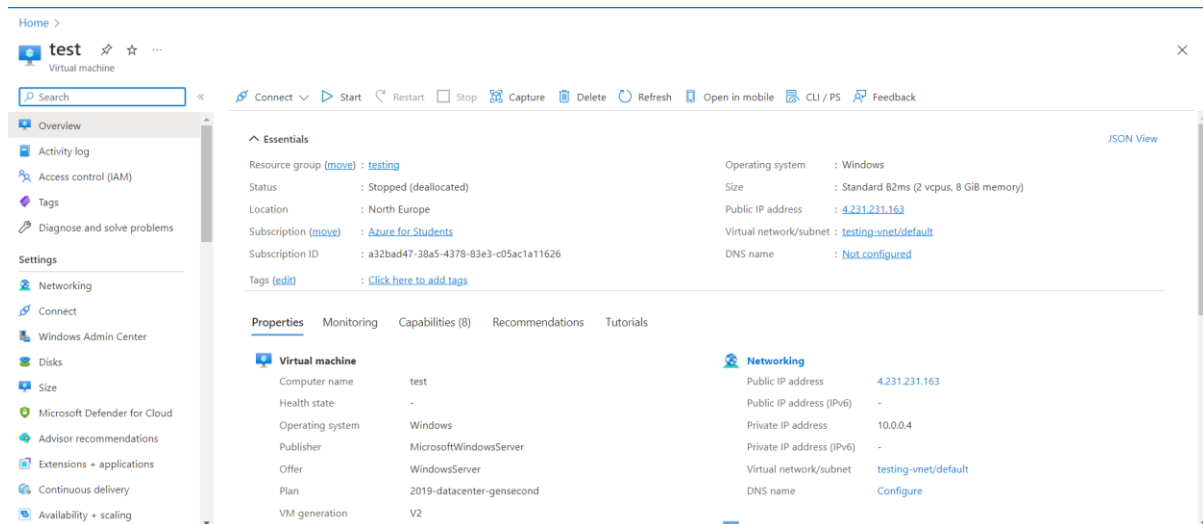 Home >
test ...
Virtual machine
Search «
Connect Start Restart Stop Capture Delete Refresh Open in mobile CLI / PS Feedback
Overview
Activity log
Access control (IAM)
Tags
Diagnose and solve problems
Settings
Networking
Connect
Windows Admin Center
Disks
Size
Microsoft Defender for Cloud
Advisor recommendations
Extensions + applications
Continuous delivery
Availability + scaling
Essentials JSON View
Resource group (move) : testing
Status : Stopped (deallocated)
Location : North Europe
Subscription (move) : Azure for Students
Subscription ID : a32bad47-38a5-4378-83e3-c05ac1a11626
Tags (edit) : Click here to add tags
Operating system : Windows
Size : Standard B2ms (2 vcpus, 8 GiB memory)
Public IP address : 4.231.231.163
Virtual network/subnet : testing-vnet/default
DNS name : Not configured
Properties Monitoring Capabilities (8) Recommendations Tutorials
Virtual machine
Computer name test
Health state -
Operating system Windows
Publisher MicrosoftWindowsServer
Offer WindowsServer
Plan 2019-datacenter-gensecond
VM generation V2
Networking
Public IP address 4.231.231.163
Public IP address (IPv6) -
Private IP address 10.0.0.4
Private IP address (IPv6) -
Virtual network/subnet testing-vnet/default
DNS name Configure